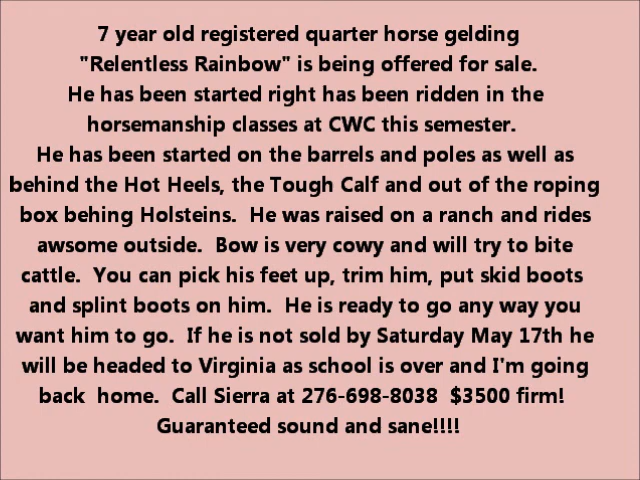 7 year old registered quarter horse gelding
"Relentless Rainbow" is being offered for sale.
He has been started right has been ridden in the
horsemanship classes at CWC this semester.
He has been started on the barrels and poles as well as
behind the Hot Heels, the Tough Calf and out of the roping
box behing Holsteins.  He was raised on a ranch and rides
awsome outside.  Bow is very cowy and will try to bite
cattle.  You can pick his feet up, trim him, put skid boots
and splint boots on him.  He is ready to go any way you
want him to go.  If he is not sold by Saturday May 17th he
will be headed to Virginia as school is over and I'm going
back  home.  Call Sierra at 276-698-8038  $3500 firm!
Guaranteed sound and sane!!!!